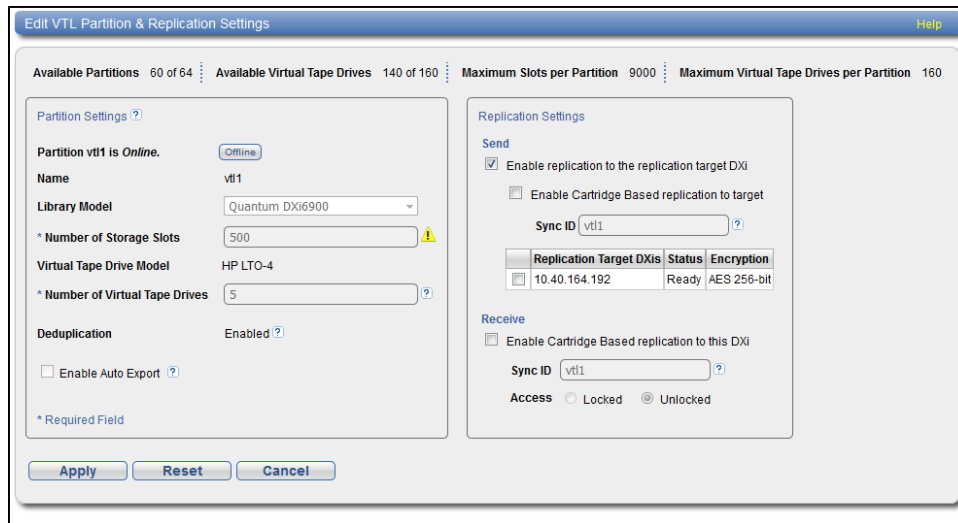 Edit VTL Partition & Replication Settings Help
Available Partitions 60 of 64 Available Virtual Tape Drives 140 of 160 Maximum Slots per Partition 9000 Maximum Virtual Tape Drives per Partition 160
Partition Settings ?
Partition vtl1 is Online. Offline
Name vtl1
Library Model Quantum DXi6900
* Number of Storage Slots 500
Virtual Tape Drive Model HP LTO-4
* Number of Virtual Tape Drives 5 ?
Deduplication Enabled ?
Enable Auto Export ?
* Required Field
Replication Settings
Send
Enable replication to the replication target DXi
Enable Cartridge Based replication to target
Sync ID vtl1 ?
Replication Target DXis Status Encryption
10.40.164.192 Ready AES 256-bit
Receive
Enable Cartridge Based replication to this DXi
Sync ID vtl1 ?
Access Locked Unlocked
Apply Reset Cancel